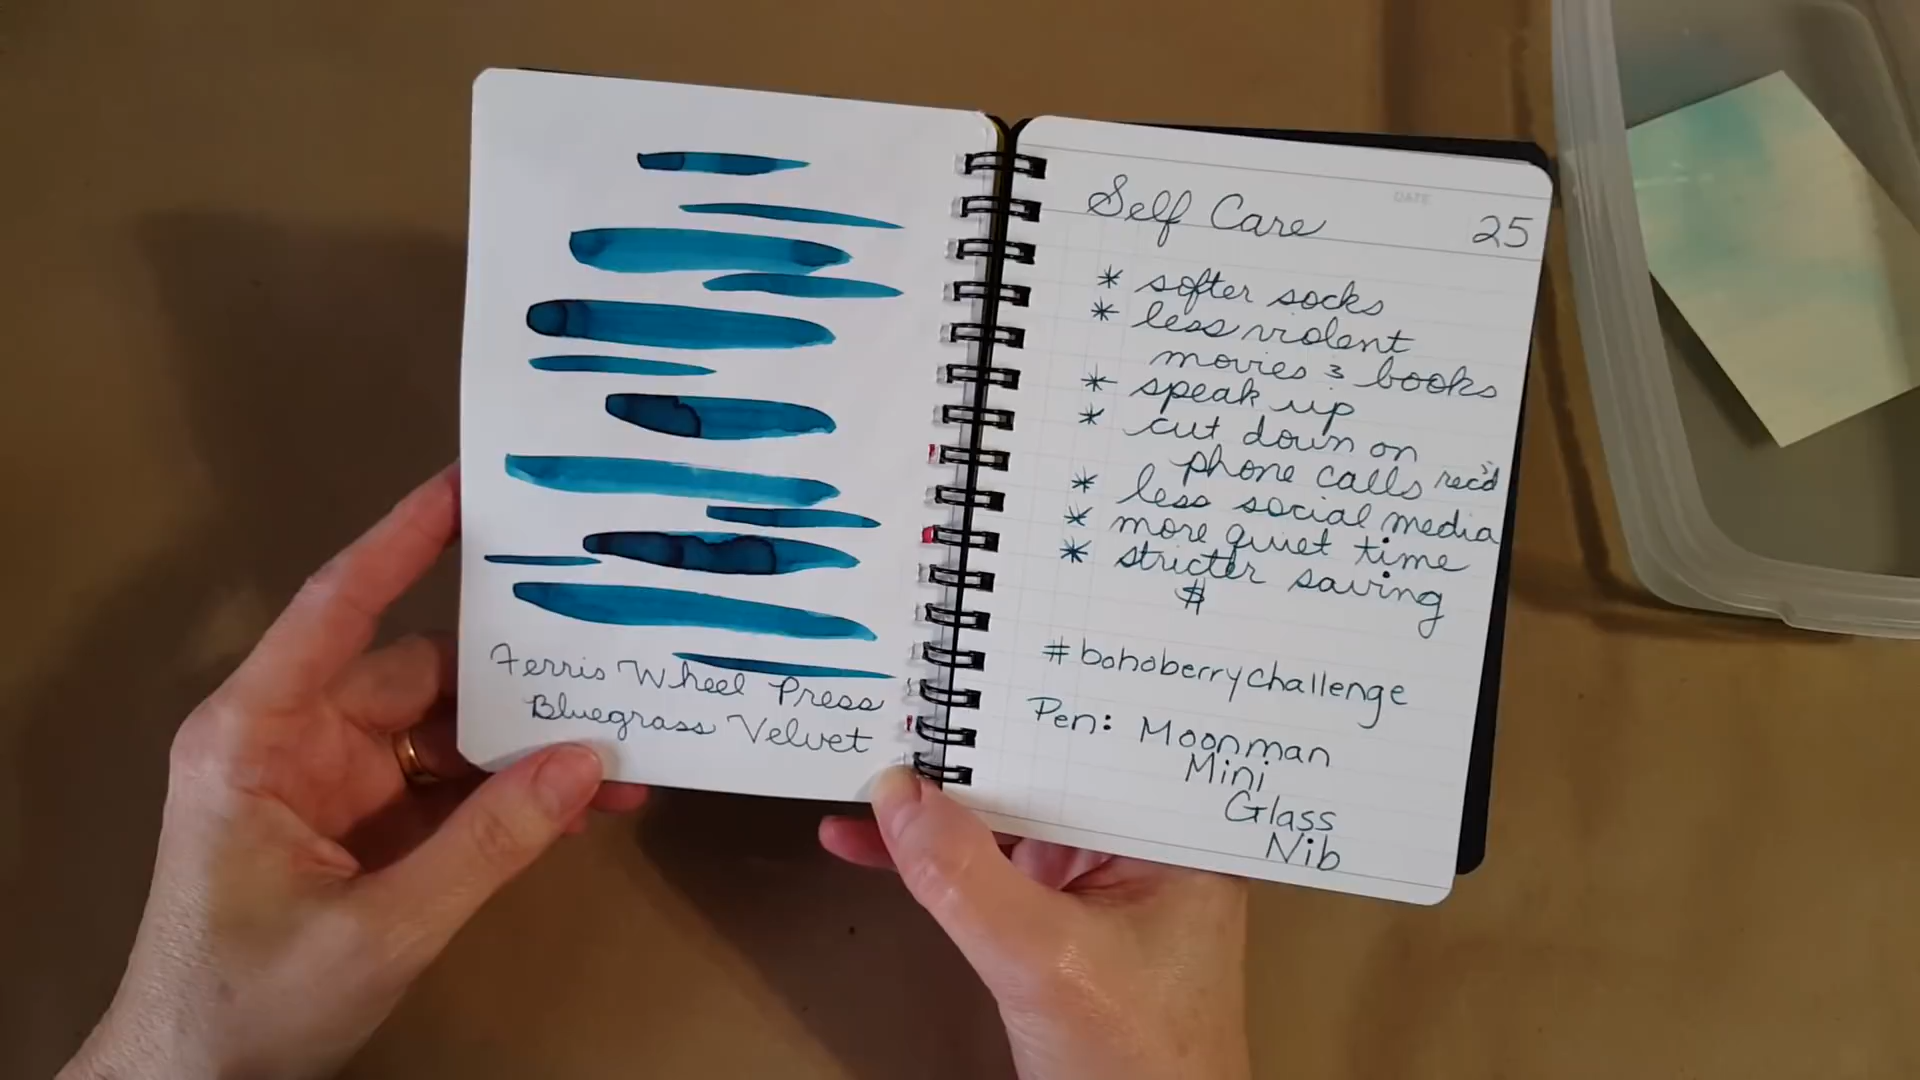 Ferris Wheel Press
Bluegrass Velvet
DATE
Self Care 25
* softer socks
* less violent
movies & books
* speak up
* cut down on
phone calls rec'd
* less social media
* more quiet time
* stricter saving
$
#bohoberrychallenge
Pen: Moonman
Mini
Glass
Nib